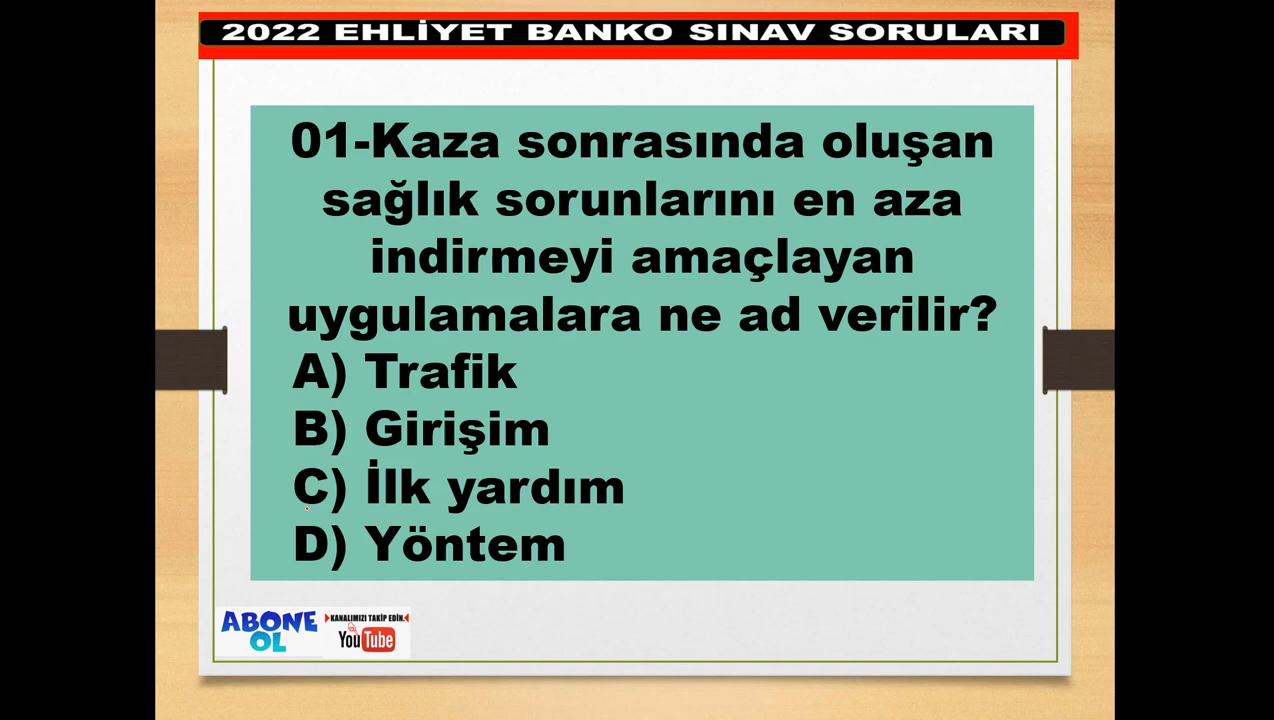 2022 EHLİYET BANKO SINAV SORULARI
01-Kaza sonrasında oluşan
sağlık sorunlarını en aza
indirmeyi amaçlayan
uygulamalara ne ad verilir?
A) Trafik
B) Girişim
C) İlk yardım
D) Yöntem
ABONE
OL
KANALIMIZI TAKİP EDİN.
YouTube